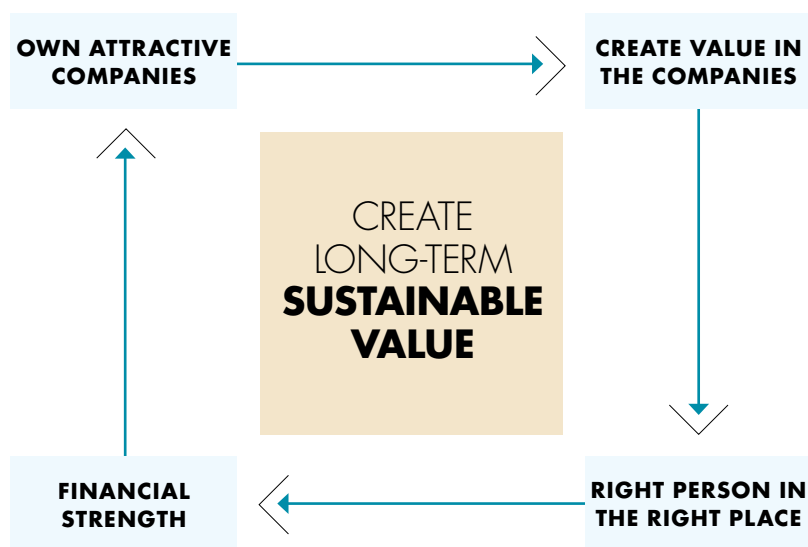 OWN ATTRACTIVE
COMPANIES
CREATE VALUE IN
THE COMPANIES
CREATE
LONG-TERM
SUSTAINABLE
VALUE
FINANCIAL
STRENGTH
RIGHT PERSON IN
THE RIGHT PLACE